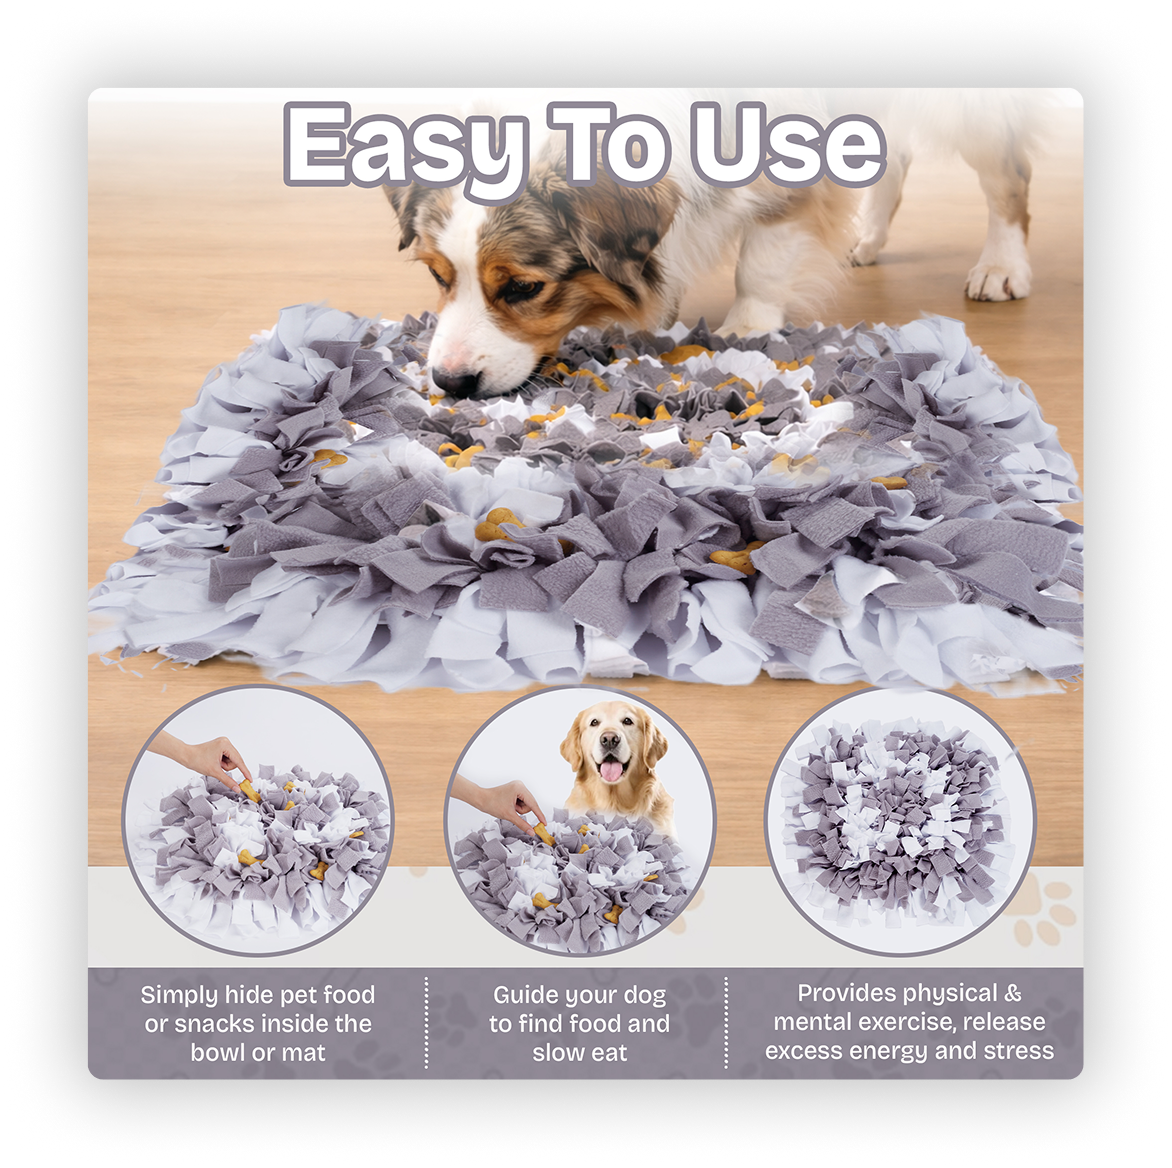 Easy To Use
Simply hide pet food
or snacks inside the
bowl or mat
Guide your dog
to find food and
slow eat
Provides physical &
mental exercise, release
excess energy and stress